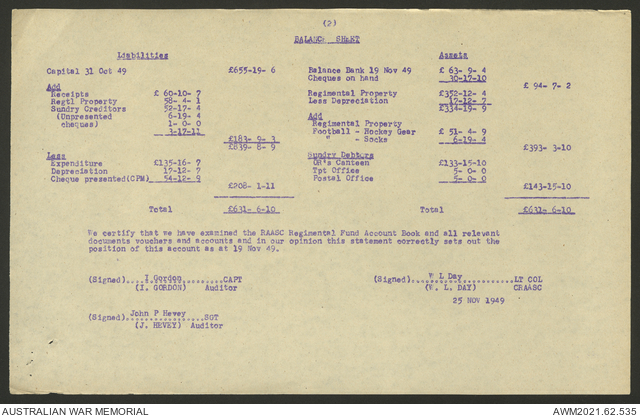 (2)
BALANCE SHEET
Liabilities Assets
Capital 31 Oct 49 £655-19- 6 Balance Bank 19 Nov 49 £ 63- 9- 4
Cheques on hand 30-17-10
£ 94- 7- 2
Add
Receipts £ 60-10- 7 Regimental Property £352-12- 4
Regtl Property 58- 4- 1 Less Depreciation 17-12- 7
Sundry Creditors 52-17- 4 £334-19- 9
(Unpresented 6-19- 4 Add
cheques) 1- 0- 0 Regimental Property
3-17-11 Football - Hockey Gear £ 51- 4- 9
£183- 9- 3 " - Socks 6-19- 4
£839- 8- 9 £393- 3-10
Less Sundry Debtors
Expenditure £135-16- 7 OR's Canteen £133-15-10
Depreciation 17-12- 7 Tpt Office 5- 0- 0
Cheque presented(CPM) 54-12- 9 Postal Office 5- 0- 0
£208- 1-11 £143-15-10
Total £631- 6-10 Total £631- 6-10
We certify that we have examined the RAASC Regimental Fund Account Book and all relevant
documents vouchers and accounts and in our opinion this statement correctly sets out the
position of this account as at 19 Nov 49.
(Signed) I Gordon CAPT (Signed) W L Day LT COL
(I. GORDON) Auditor (W. L. DAY) CRAASC
25 NOV 1949
(Signed) John P Hevey SGT
(J. HEVEY) Auditor
AUSTRALIAN WAR MEMORIAL AWM2021.62.535